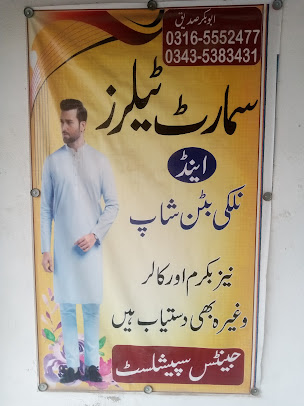 ابوبکر صدیق
0316-5552477
0343-5383431
سمارٹ ٹیلرز
اینڈ
نلکی بٹن شاپ
نیز بکرم اور کالر
وغیرہ بھی دستیاب ہیں
جینٹس سپیشلسٹ